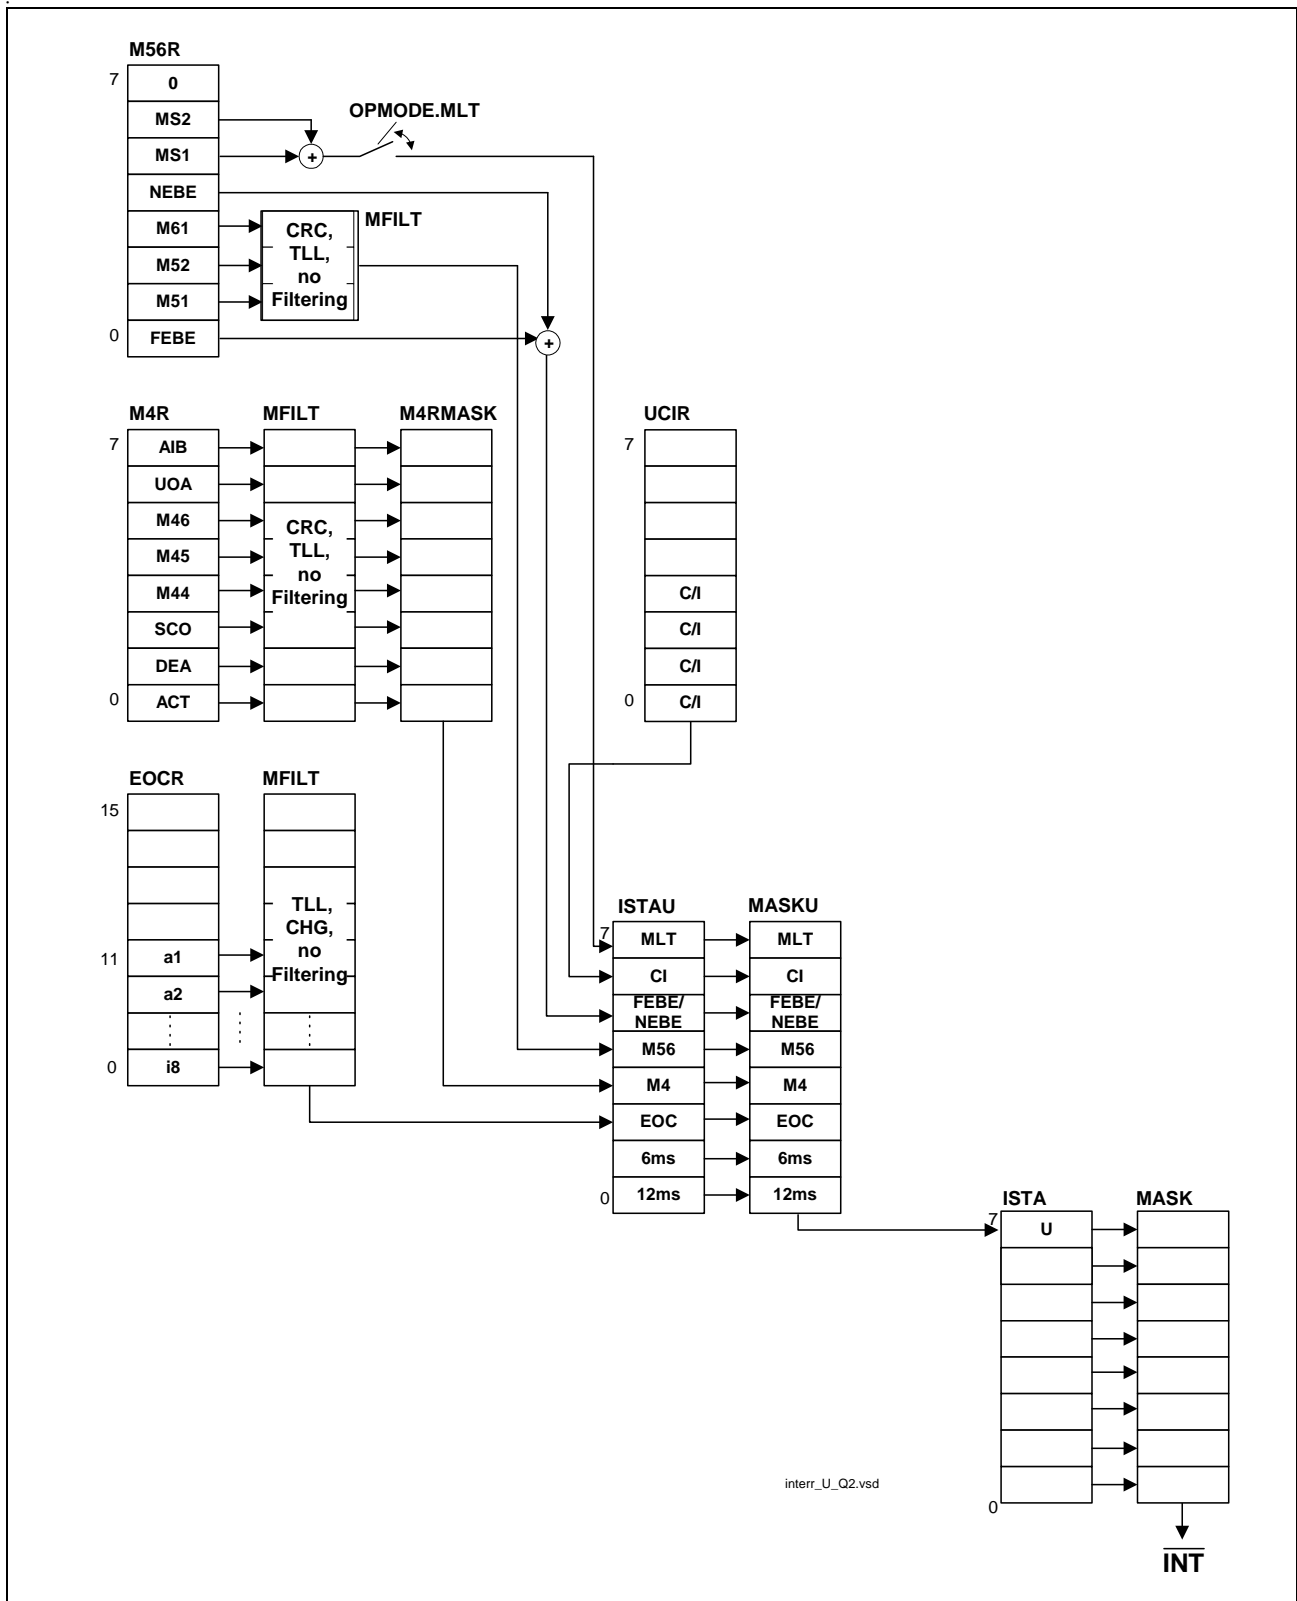 M56R
7
0
MS2
OPMODE.MLT
MS1
+
NEBE
M61
CRC,
TLL,
no
Filtering
MFILT
M52
M51
0
FEBE
+
M4R
MFILT
M4RMASK
UCIR
7
AIB
UOA
M46
M45
M44
SCO
DEA
0
ACT
CRC,
TLL,
no
Filtering
7
C/I
C/I
C/I
0
C/I
EOCR
MFILT
15
11
a1
a2
0
i8
TLL,
CHG,
no
Filtering
ISTAU
MASKU
7
MLT
MLT
CI
CI
FEBE/
NEBE
FEBE/
NEBE
M56
M56
M4
M4
EOC
EOC
6ms
6ms
0
12ms
12ms
ISTA
MASK
7
U
0
interr_U_Q2.vsd
INT